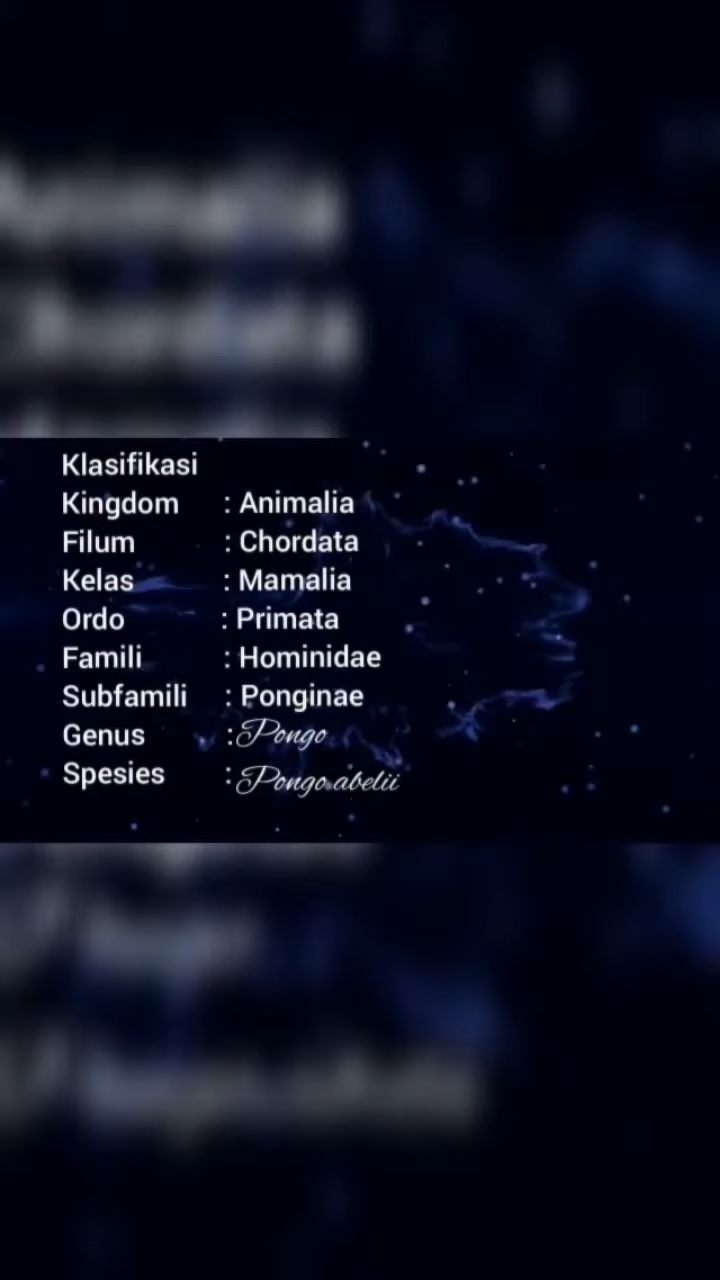 Klasifikasi
Kingdom : Animalia
Filum : Chordata
Kelas : Mamalia
Ordo : Primata
Famili : Hominidae
Subfamili : Ponginae
Genus : Pongo
Spesies : Pongo abelii